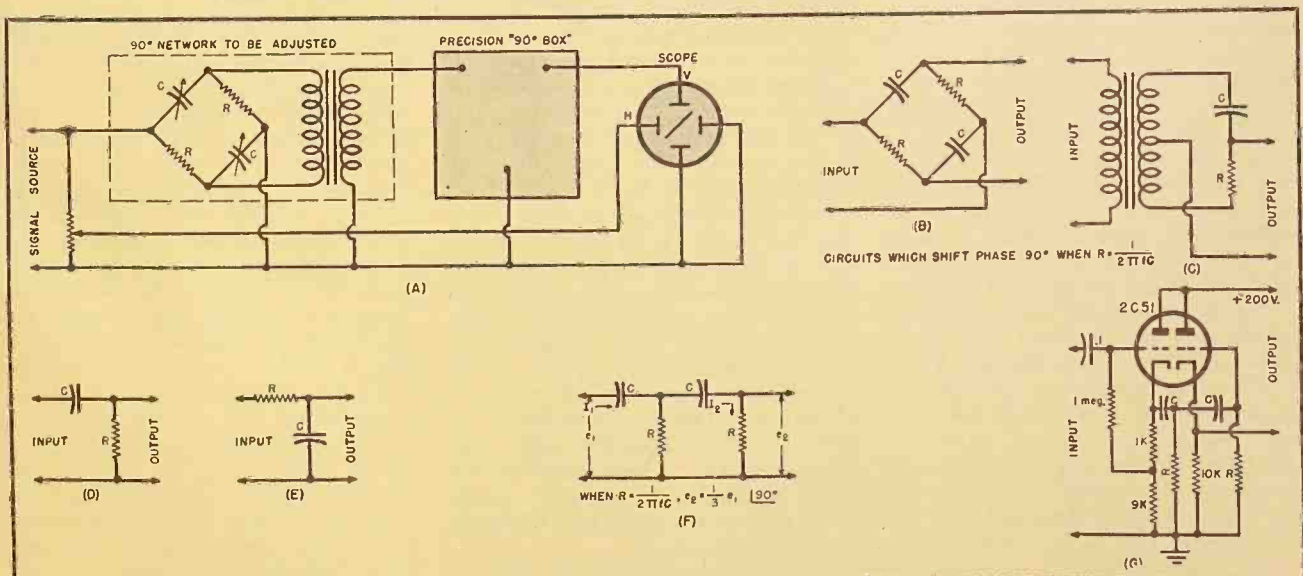 90° NETWORK TO BE ADJUSTED
PRECISION "90° BOX"
SCOPE
V
H
C
R
R
C
SIGNAL SOURCE
(A)
C
R
R
C
INPUT
OUTPUT
(B)
INPUT
C
R
OUTPUT
(C)
CIRCUITS WHICH SHIFT PHASE 90° WHEN R = 1/2πfC
C
R
INPUT
OUTPUT
(D)
R
C
INPUT
OUTPUT
(E)
C
C
I₁
I₂
e₁
R
R
e₂
WHEN R = 1/2πfC, e₂ = 1/3 e₁ |90°
(F)
2C51
+200V.
.1
1 meg.
C
C
INPUT
OUTPUT
1K
R
10K
R
9K
(G)